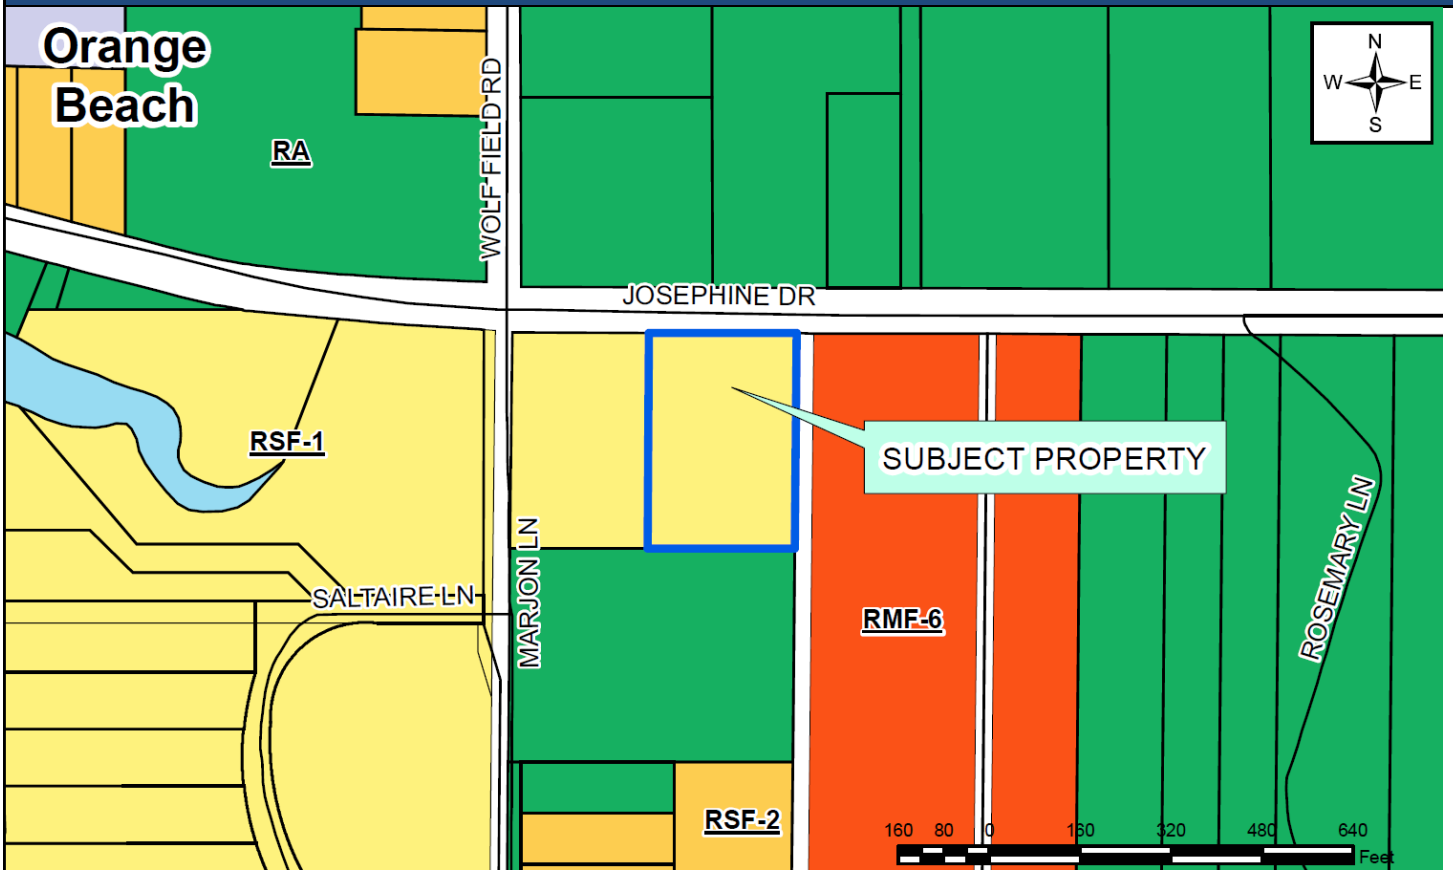 Orange
Beach
N
W E
S
WOLF FIELD RD
RA
JOSEPHINE DR
RSF-1
SUBJECT PROPERTY
MARJON LN
ROSEMARY LN
SALTAIRE LN
RMF-6
RSF-2
160 80 0 160 320 480 640
Feet